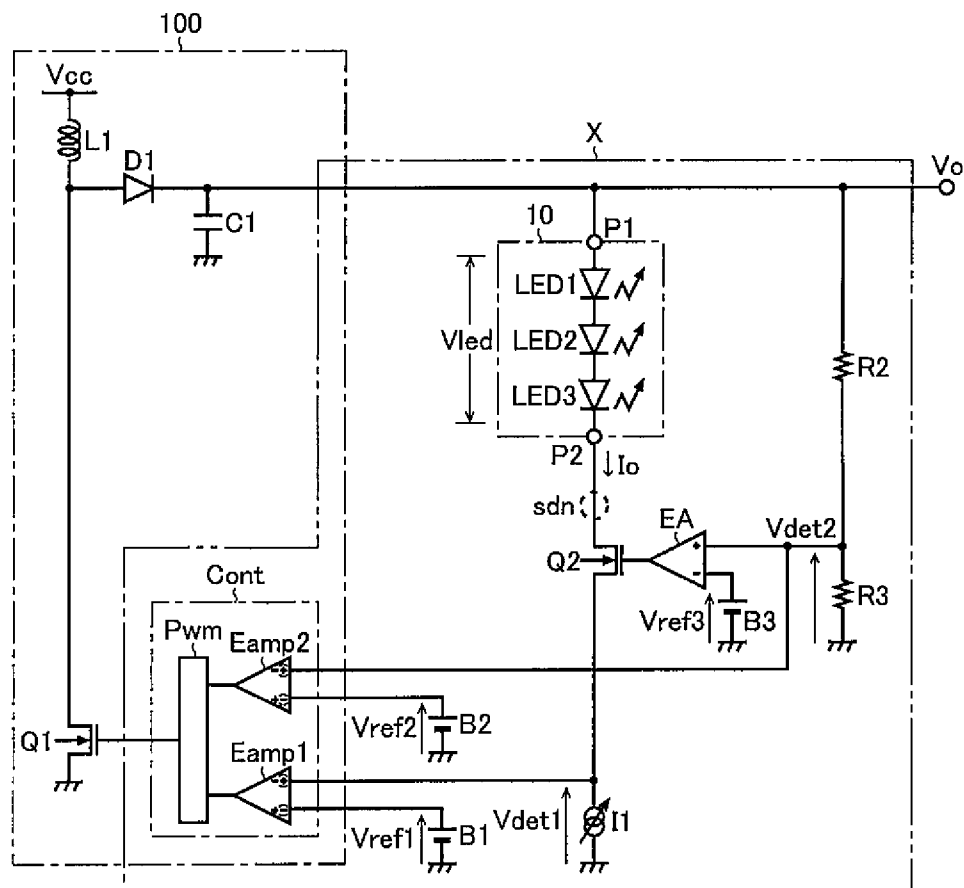 100
Vcc
L1
D1
C1
X
Vo
10
P1
LED1
Vled
LED2
LED3
R2
P2
Io
sdn
EA
Vdet2
+
-
Q2
R3
Vref3
B3
Cont
Pwm
Eamp2
Vref2
B2
Q1
Eamp1
Vdet1
I1
Vref1
B1